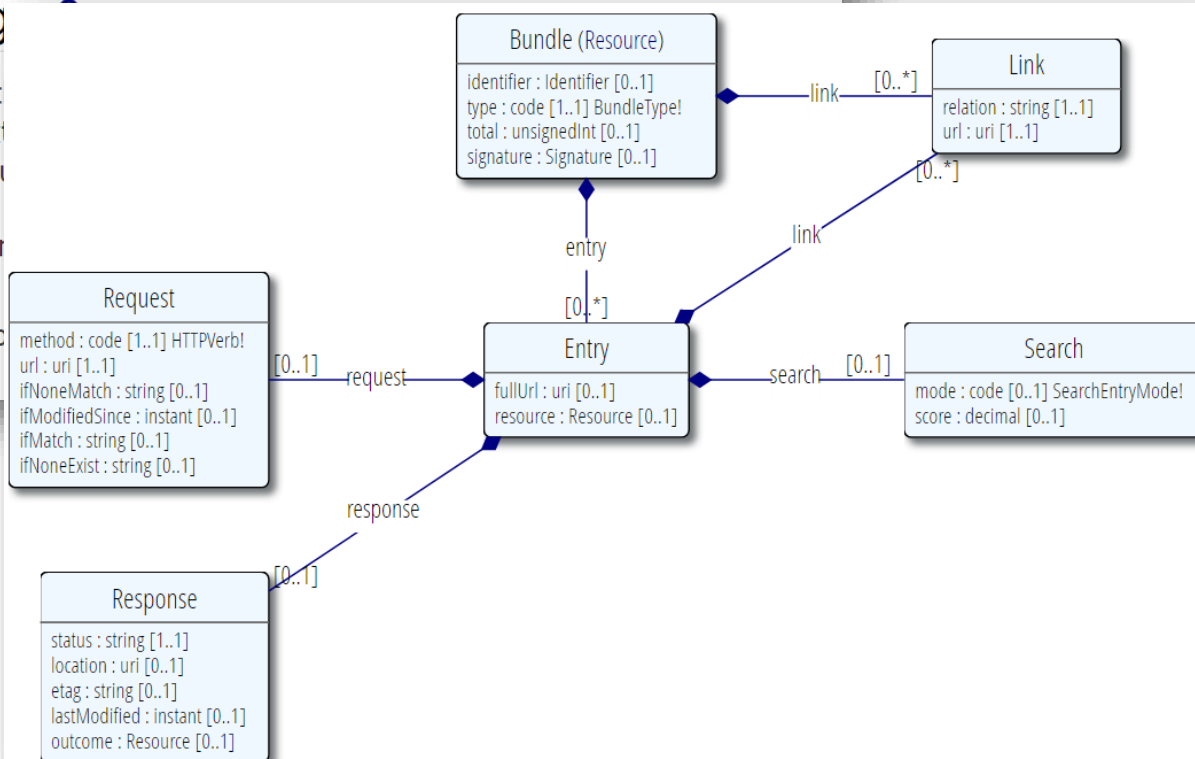 Bundle (Resource)
identifier : Identifier [0..1]
type : code [1..1] BundleType!
total : unsignedInt [0..1]
signature : Signature [0..1]
link
[0..*]
Link
relation : string [1..1]
url : uri [1..1]
[0..*]
link
entry
[0..*]
Request
method : code [1..1] HTTPVerb!
url : uri [1..1]
ifNoneMatch : string [0..1]
ifModifiedSince : instant [0..1]
ifMatch : string [0..1]
ifNoneExist : string [0..1]
[0..1]
request
Entry
fullUrl : uri [0..1]
resource : Resource [0..1]
search
[0..1]
Search
mode : code [0..1] SearchEntryMode!
score : decimal [0..1]
response
[0..1]
Response
status : string [1..1]
location : uri [0..1]
etag : string [0..1]
lastModified : instant [0..1]
outcome : Resource [0..1]